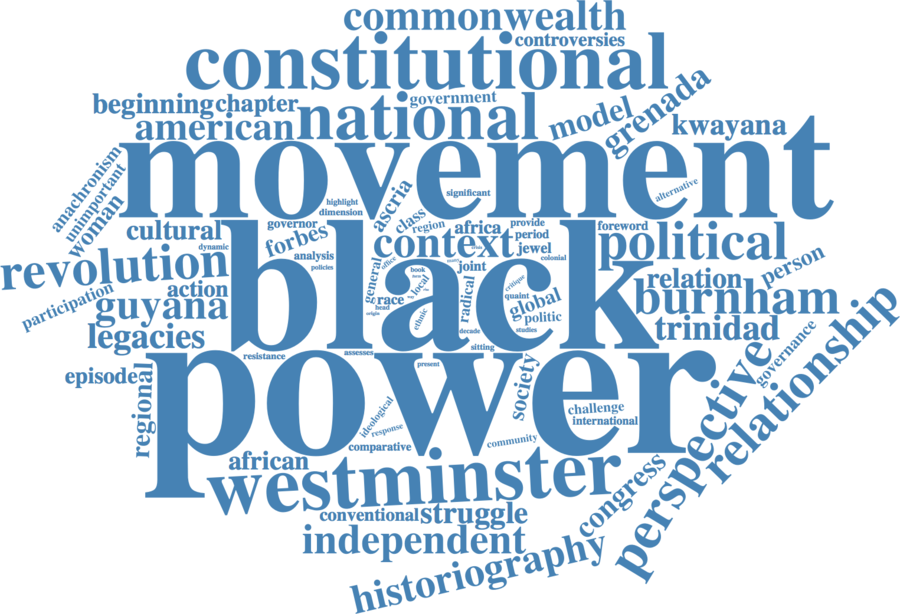 commonwealth
controversies
constitutional
beginning chapter
government
american national
model
grenada
kwayana
movement
anachronism
unimportant
woman
highlight
dimension
ascria
significant
alternative
cultural
governor
class
region
africa
provide
period
foreword
forbes
context
jewel
political
dynamic
analysis
policies
colonial
revolution
black
general
office
joint
relation
person
participation
action
guyana
race
head
origin
book
local
ethnic
radical
decade
critique
quaint
global
politic
studies
burnham
trinidad
legacies
resistance
assesses
sitting
governance
relationship
perspective
power
episode
regional
present
society
ideological
response
comparative
community
challenge
international
african
westminster
congress
conventional struggle
independent
historiography